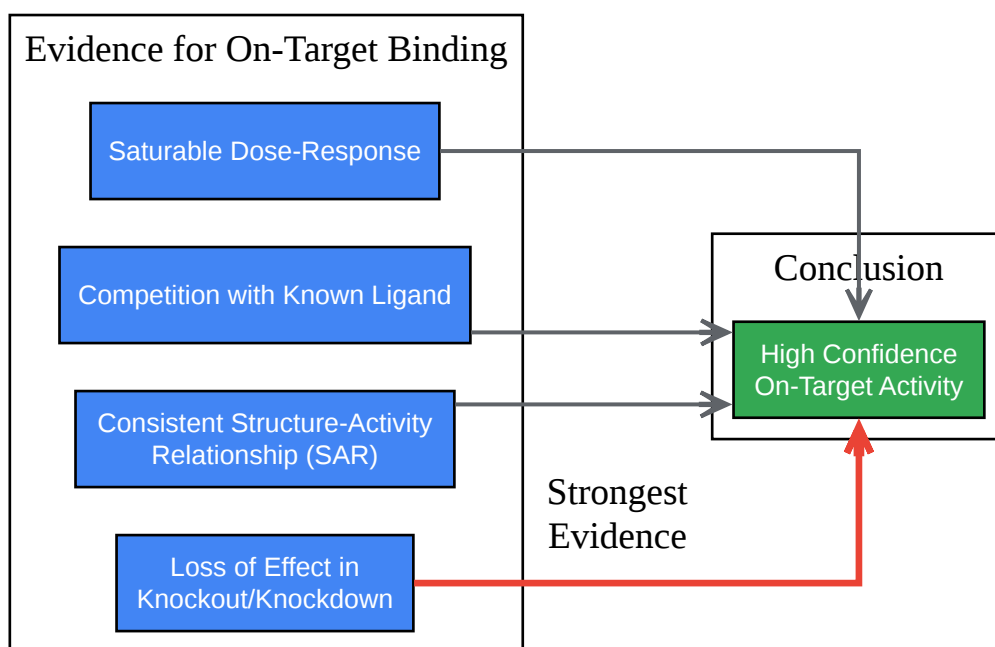 Evidence for On-Target Binding
Saturable Dose-Response
Competition with Known Ligand
Consistent Structure-Activity
Relationship (SAR)
Loss of Effect in
Knockout/Knockdown
Strongest
Evidence
Conclusion
High Confidence
On-Target Activity